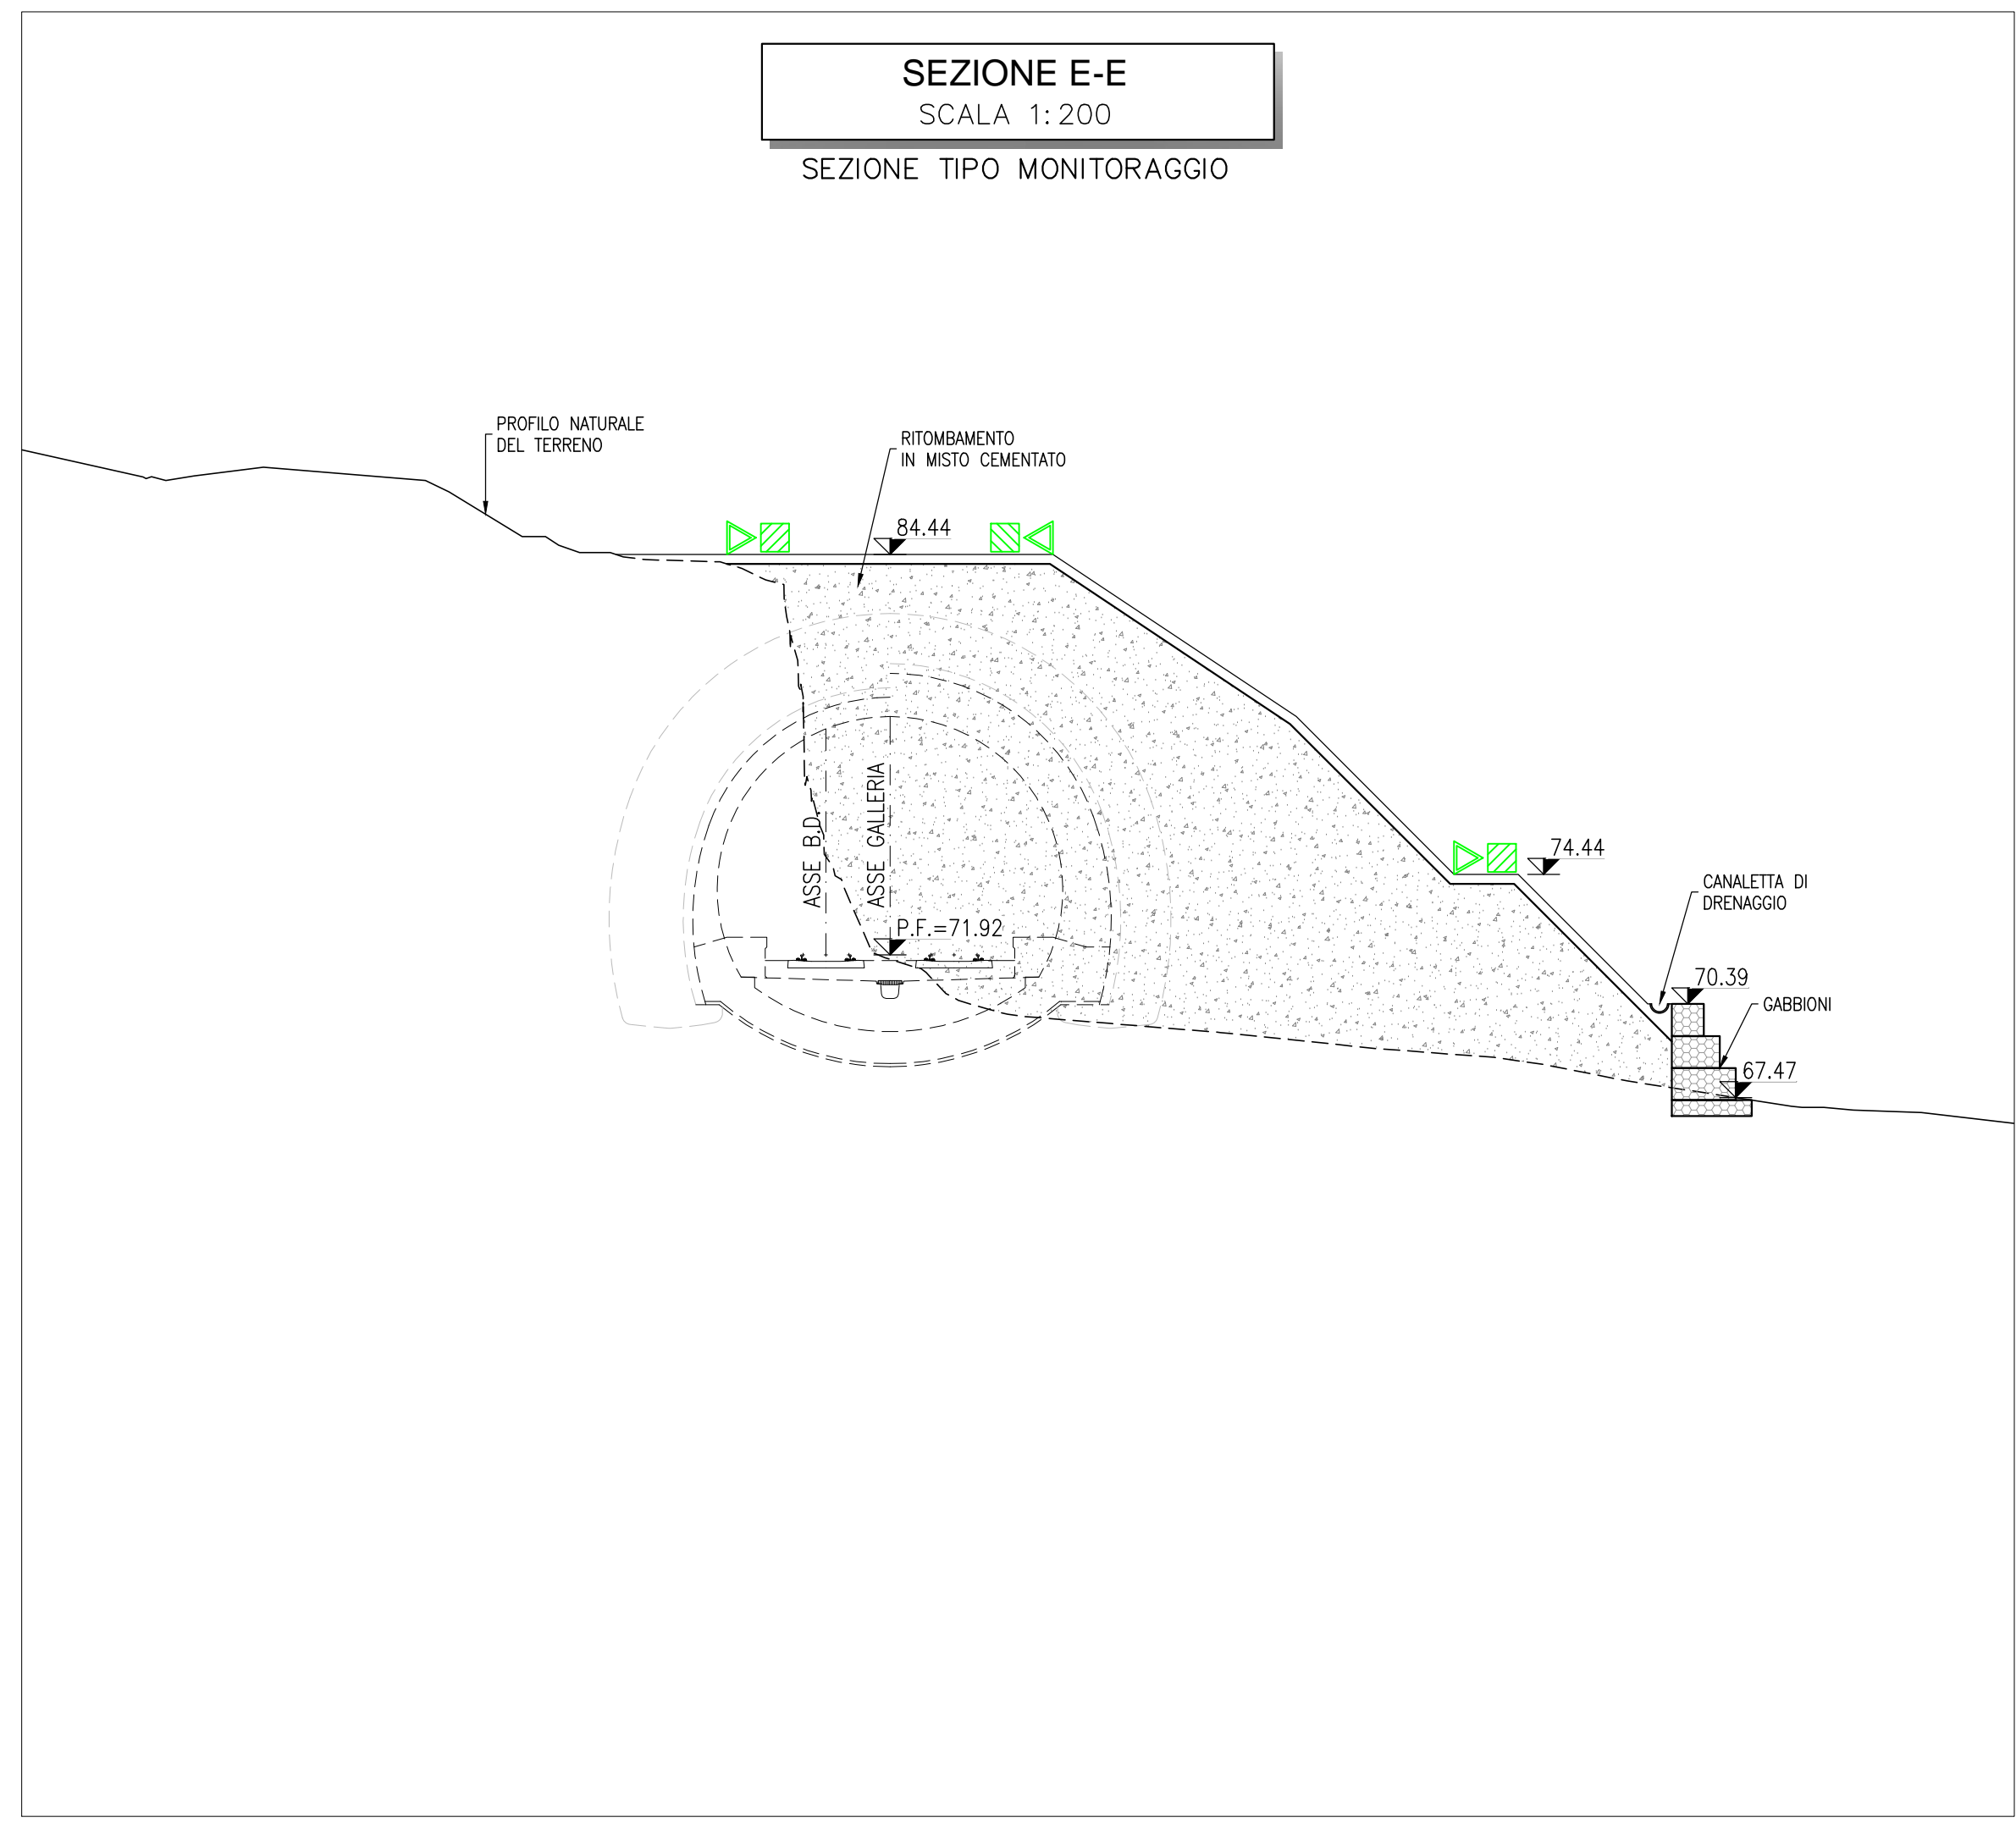 SEZIONE E-E
SCALA 1:200
SEZIONE TIPO MONITORAGGIO
PROFILO NATURALE
DEL TERRENO
RITOMBAMENTO
IN MISTO CEMENTATO
84.44
74.44
CANALETTA DI
DRENAGGIO
ASSE B.D.
ASSE GALLERIA
P.F.=71.92
70.39
GABBIONI
67.47